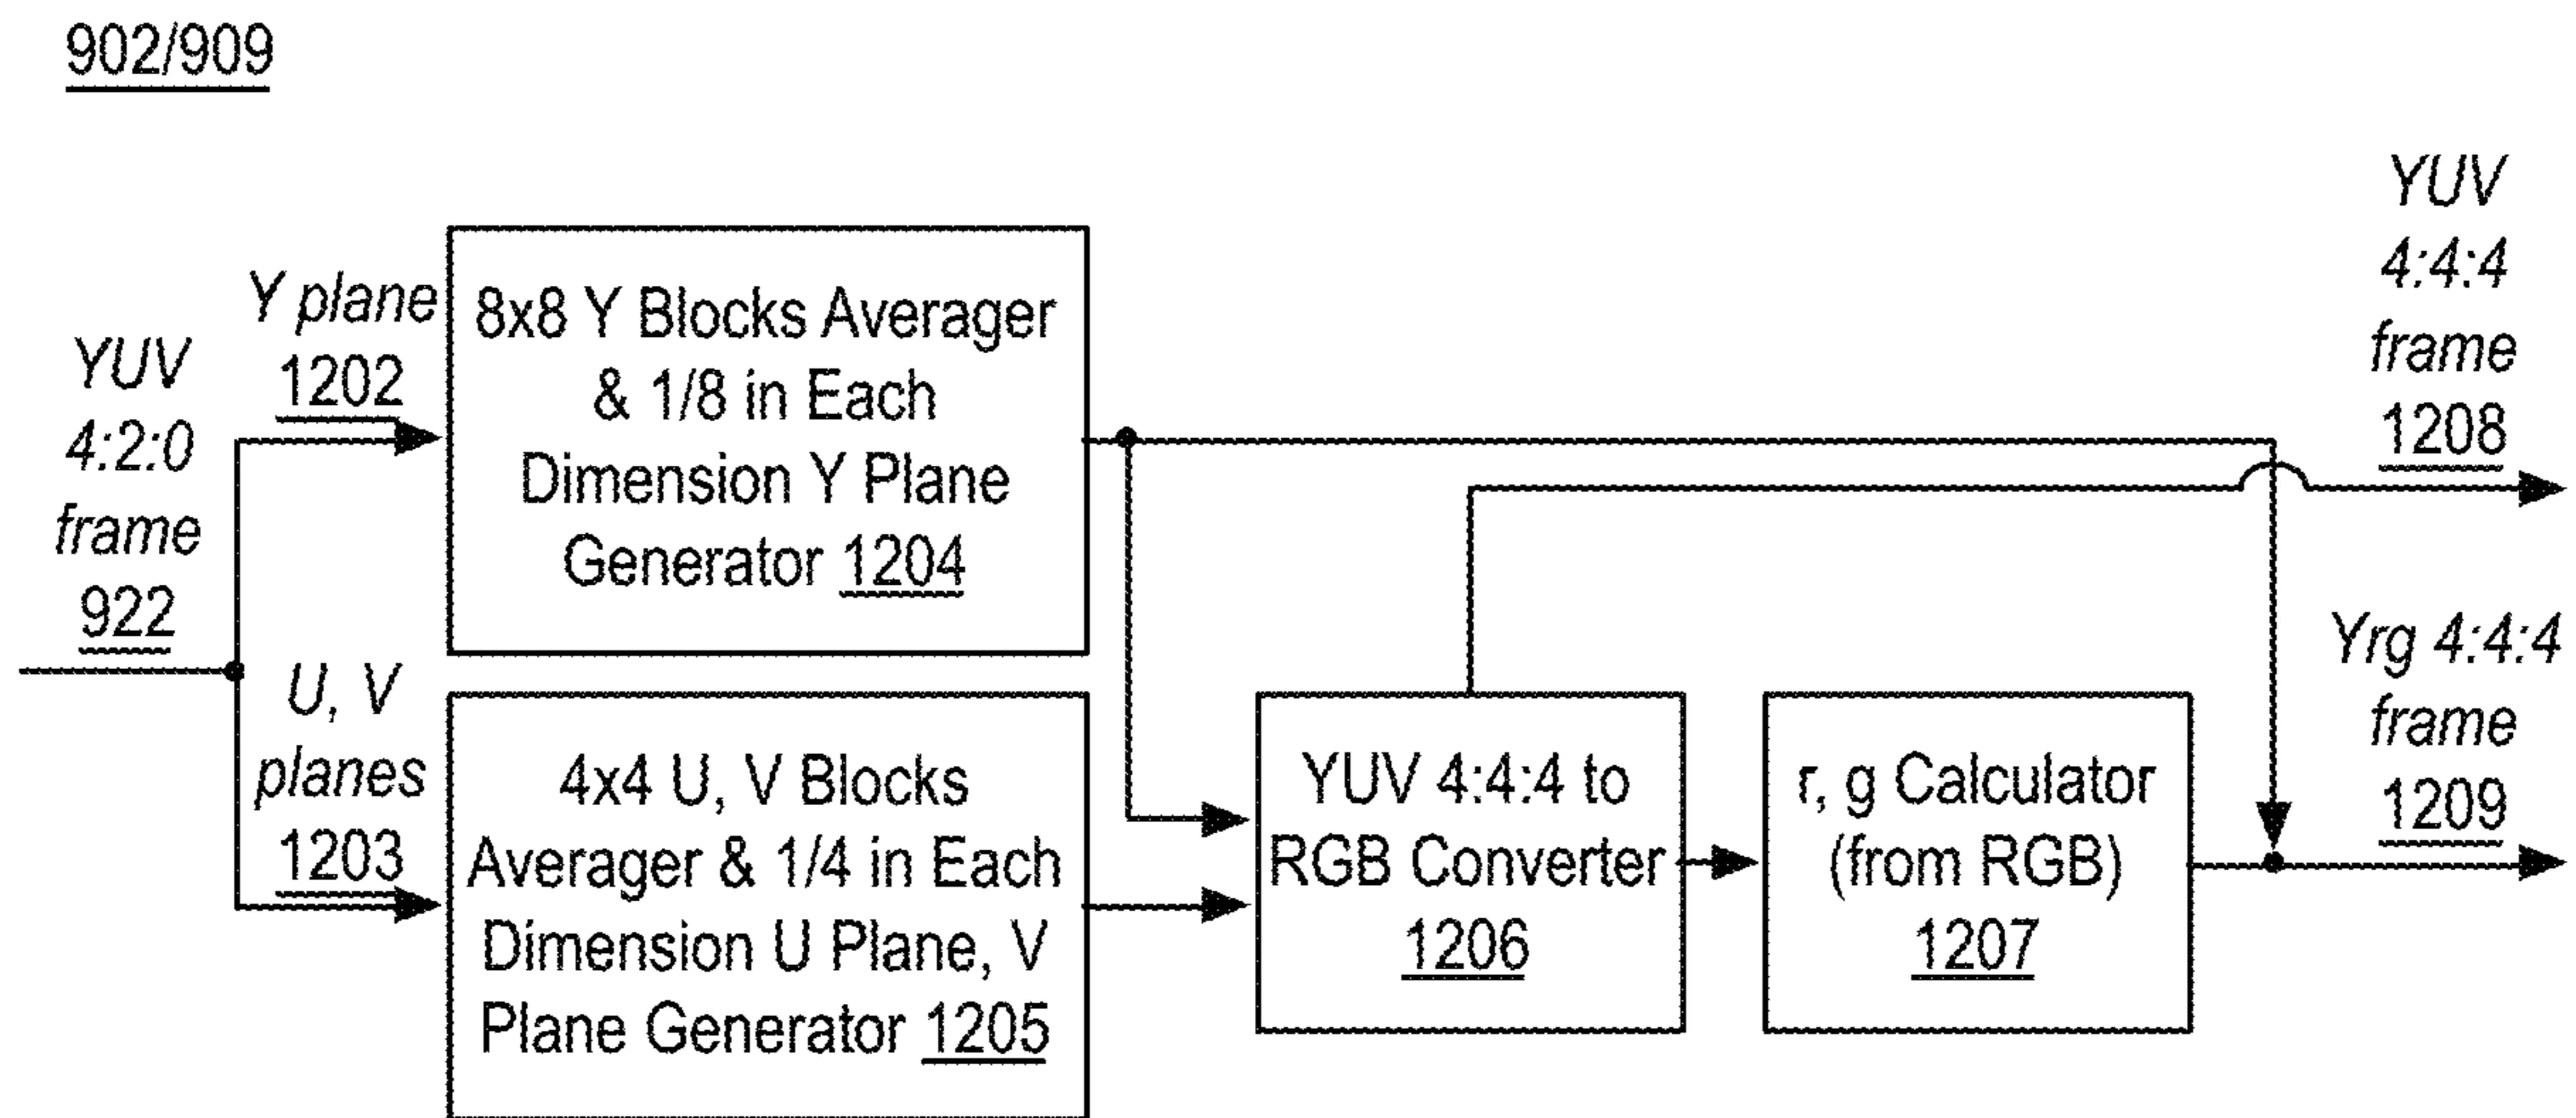 902/909
YUV
4:2:0
frame
922
Y plane
1202
U, V
planes
1203
8x8 Y Blocks Averager
& 1/8 in Each
Dimension Y Plane
Generator 1204
4x4 U, V Blocks
Averager & 1/4 in Each
Dimension U Plane, V
Plane Generator 1205
YUV 4:4:4 to
RGB Converter
1206
r, g Calculator
(from RGB)
1207
YUV
4:4:4
frame
1208
Yrg 4:4:4
frame
1209